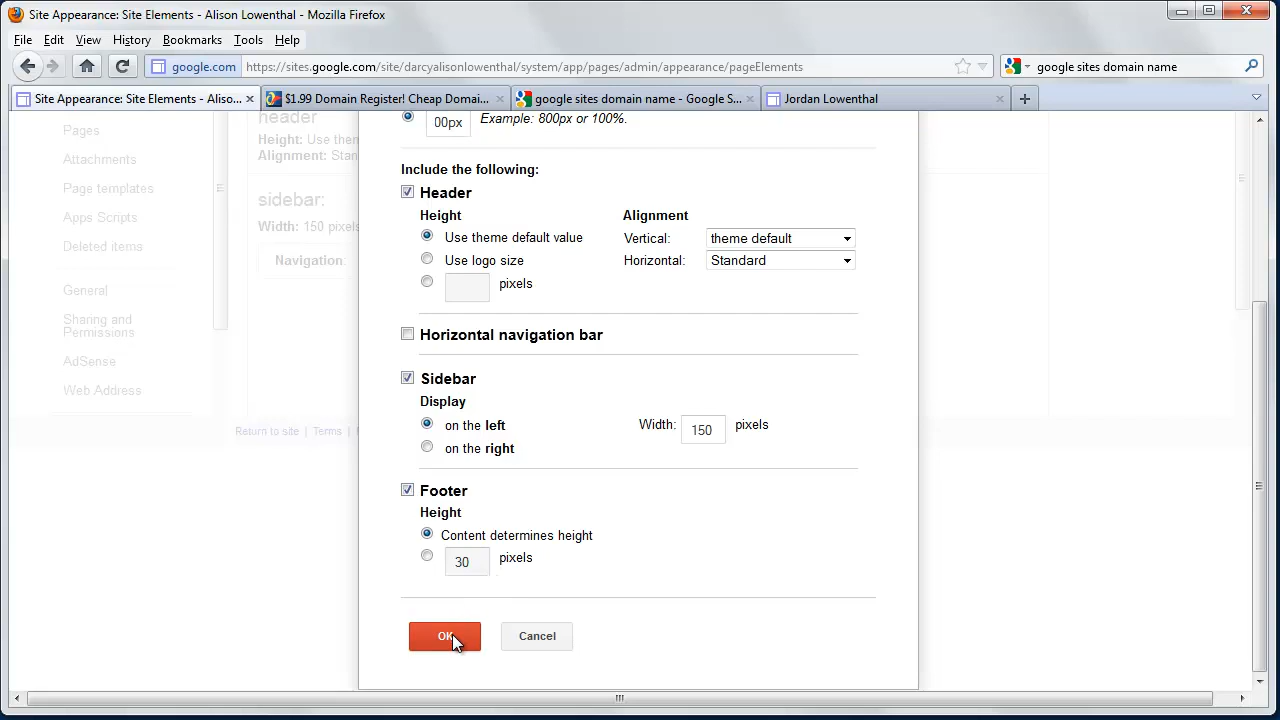 Site Appearance: Site Elements - Alison Lowenthal - Mozilla Firefox
File Edit View History Bookmarks Tools Help
google.com https://sites.google.com/site/darcyalisonlowenthal/system/app/pages/admin/appearance/pageElements google sites domain name
Site Appearance: Site Elements - Aliso... $1.99 Domain Register! Cheap Domai... google sites domain name - Google S... Jordan Lowenthal
Pages
Attachments
Page templates
Apps Scripts
Deleted items
General
Sharing and
Permissions
AdSense
Web Address
header
Height: Use them
Alignment: Stan
sidebar:
Width: 150 pixels
Navigation:
Return to site | Terms |
00px Example: 800px or 100%.
Include the following:
Header
Height Alignment
Use theme default value Vertical: theme default
Use logo size Horizontal: Standard
pixels
Horizontal navigation bar
Sidebar
Display
on the left Width: 150 pixels
on the right
Footer
Height
Content determines height
30 pixels
OK Cancel